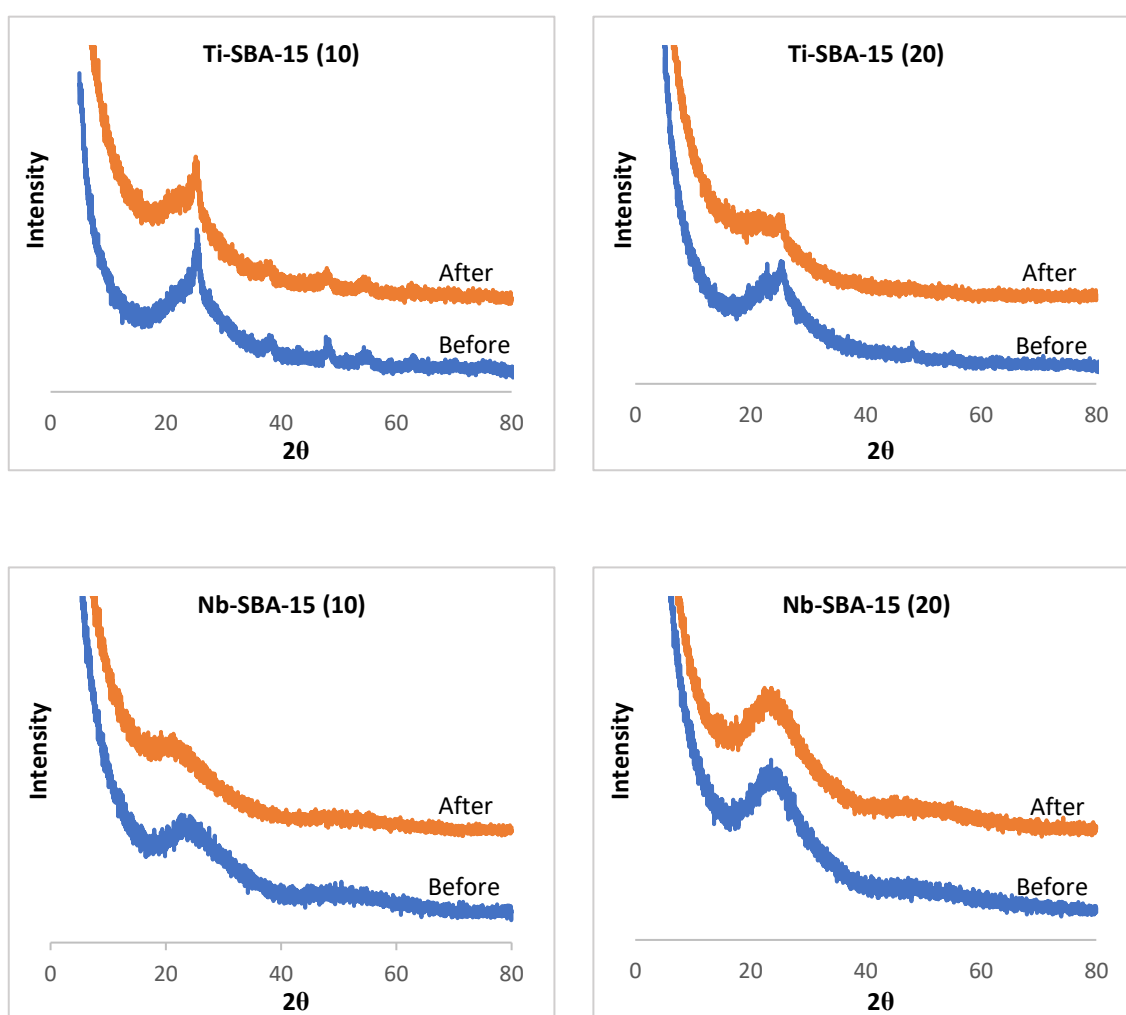 Ti-SBA-15 (10)
Intensity
After
Before
0 20 40 60 80
2θ
Ti-SBA-15 (20)
Intensity
After
Before
0 20 40 60 80
2θ
Nb-SBA-15 (10)
Intensity
After
Before
0 20 40 60 80
2θ
Nb-SBA-15 (20)
Intensity
After
Before
0 20 40 60 80
2θ